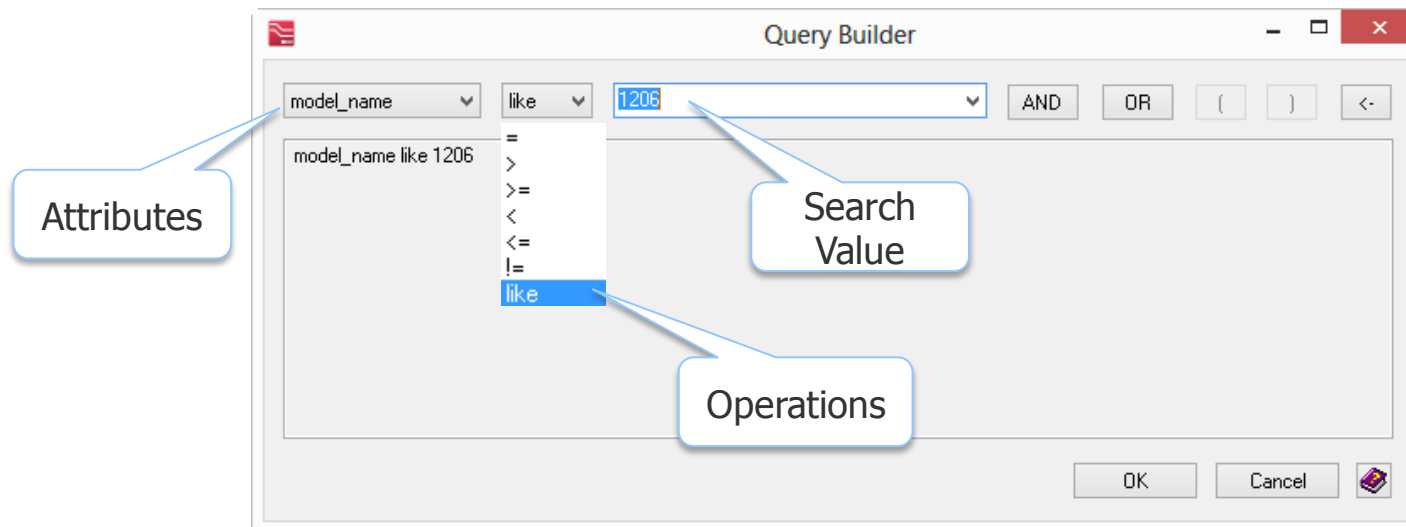 Query Builder
model_name like 1206 AND OR ( ) <-
model_name like 1206
=
>
>=
<
<=
!=
like
Attributes
Search
Value
Operations
OK Cancel